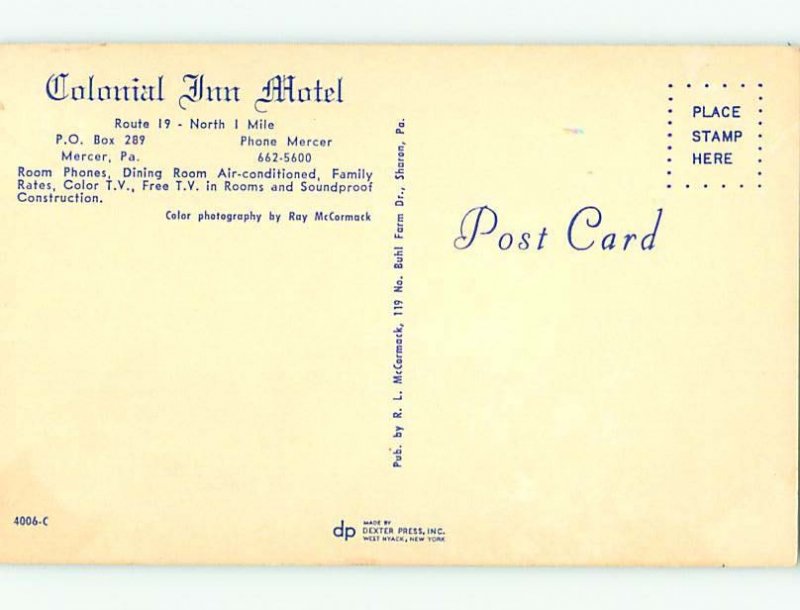 Colonial Inn Motel
Route 19 - North 1 Mile
P.O. Box 289 Phone Mercer
Mercer, Pa. 662-5600
Room Phones, Dining Room Air-conditioned, Family
Rates, Color T.V., Free T.V. in Rooms and Soundproof
Construction.
Color photography by Ray McCormack
Pub. by R. L. McCormack, 119 No. Buhl Farm Dr., Sharon, Pa.
PLACE
STAMP
HERE
Post Card
4006-C
dp
MADE BY
DEXTER PRESS, INC.
WEST NYACK, NEW YORK